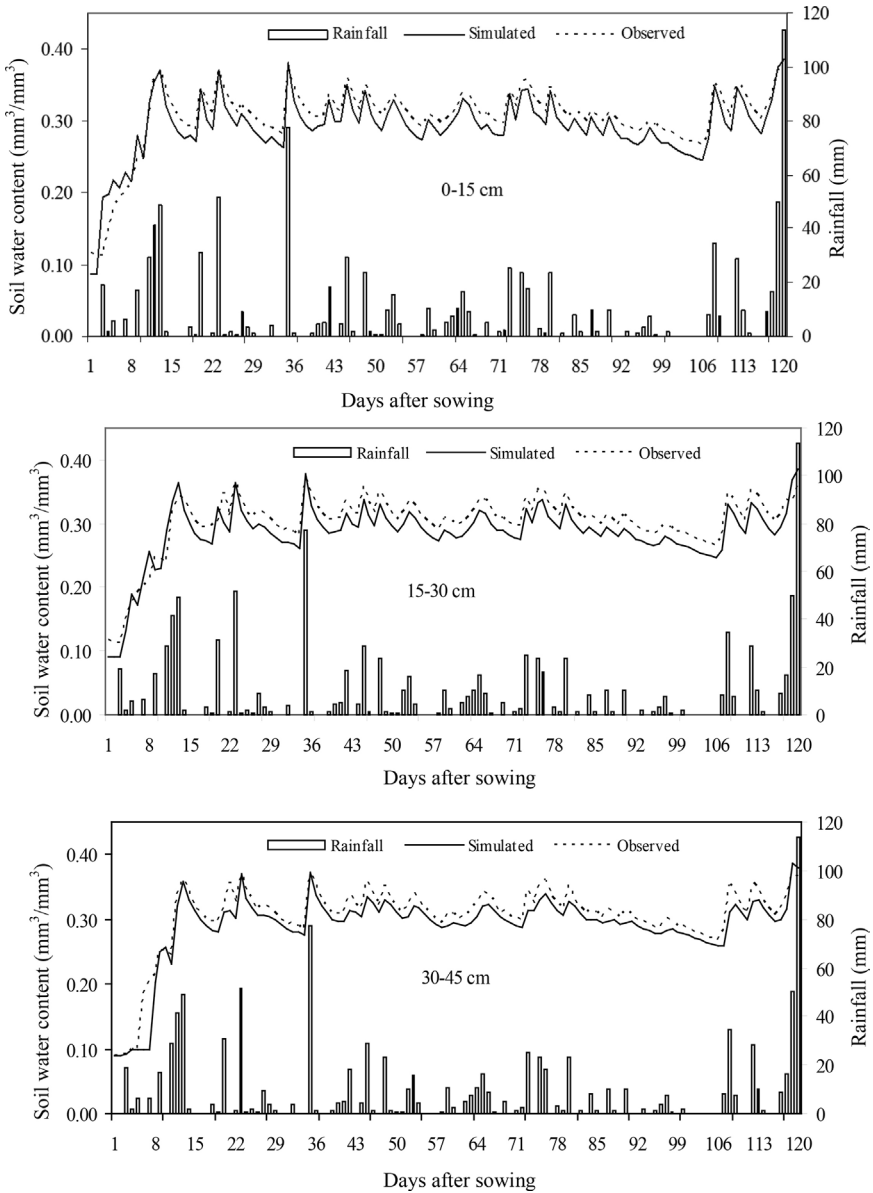 120
0.40
Rainfall Simulated Observed
100
0.30
80
0-15 cm
60
0.20
40
0.10
20
0.00
0
1 8 15 22 29 36 43 50 57 64 71 78 85 92 99 106 113 120
Soil water content (mm³/mm³)
Rainfall (mm)
Days after sowing
120
0.40
Rainfall Simulated Observed
100
0.30
80
15-30 cm
60
0.20
40
0.10
20
0.00
0
1 8 15 22 29 36 43 50 57 64 71 78 85 92 99 106 113 120
Soil water content (mm³/mm³)
Rainfall (mm)
Days after sowing
120
0.40
Rainfall Simulated Observed
100
0.30
80
30-45 cm
60
0.20
40
0.10
20
0.00
0
1 8 15 22 29 36 43 50 57 64 71 78 85 92 99 106 113 120
Soil water content (mm³/mm³)
Rainfall (mm)
Days after sowing